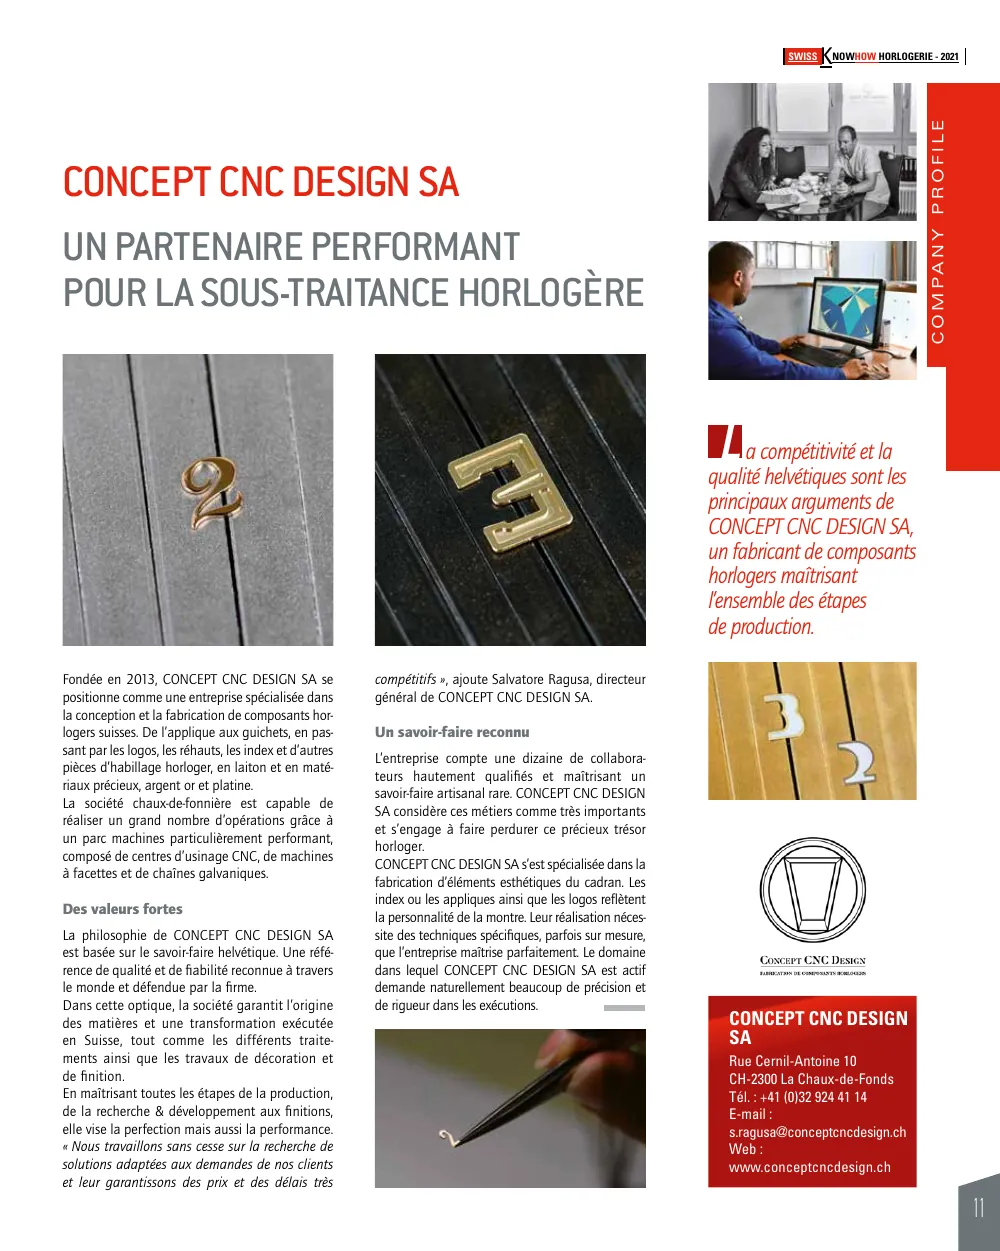 SWISS KNOWHOW HORLOGERIE - 2021
COMPANY PROFILE
CONCEPT CNC DESIGN SA
UN PARTENAIRE PERFORMANT
POUR LA SOUS-TRAITANCE HORLOGÈRE
Fondée en 2013, CONCEPT CNC DESIGN SA se
positionne comme une entreprise spécialisée dans
la conception et la fabrication de composants hor-
logers suisses. De l’applique aux guichets, en pas-
sant par les logos, les réhauts, les index et d’autres
pièces d’habillage horloger, en laiton et en maté-
riaux précieux, argent or et platine.
La société chaux-de-fonnière est capable de
réaliser un grand nombre d’opérations grâce à
un parc machines particulièrement performant,
composé de centres d’usinage CNC, de machines
à facettes et de chaînes galvaniques.
Des valeurs fortes
La philosophie de CONCEPT CNC DESIGN SA
est basée sur le savoir-faire helvétique. Une réfé-
rence de qualité et de fiabilité reconnue à travers
le monde et défendue par la firme.
Dans cette optique, la société garantit l’origine
des matières et une transformation exécutée
en Suisse, tout comme les différents traite-
ments ainsi que les travaux de décoration et
de finition.
En maîtrisant toutes les étapes de la production,
de la recherche & développement aux finitions,
elle vise la perfection mais aussi la performance.
« Nous travaillons sans cesse sur la recherche de
solutions adaptées aux demandes de nos clients
et leur garantissons des prix et des délais très
compétitifs », ajoute Salvatore Ragusa, directeur
général de CONCEPT CNC DESIGN SA.
Un savoir-faire reconnu
L’entreprise compte une dizaine de collabora-
teurs hautement qualifiés et maîtrisant un
savoir-faire artisanal rare. CONCEPT CNC DESIGN
SA considère ces métiers comme très importants
et s’engage à faire perdurer ce précieux trésor
horloger.
CONCEPT CNC DESIGN SA s’est spécialisée dans la
fabrication d’éléments esthétiques du cadran. Les
index ou les appliques ainsi que les logos reflètent
la personnalité de la montre. Leur réalisation néces-
site des techniques spécifiques, parfois sur mesure,
que l’entreprise maîtrise parfaitement. Le domaine
dans lequel CONCEPT CNC DESIGN SA est actif
demande naturellement beaucoup de précision et
de rigueur dans les exécutions.
La compétitivité et la
qualité helvétiques sont les
principaux arguments de
CONCEPT CNC DESIGN SA,
un fabricant de composants
horlogers maîtrisant
l’ensemble des étapes
de production.
2
3
3
2
CONCEPT CNC DESIGN
FABRICATION DE COMPOSANTS HORLOGERS
CONCEPT CNC DESIGN
SA
Rue Cernil-Antoine 10
CH-2300 La Chaux-de-Fonds
Tél. : +41 (0)32 924 41 14
E-mail :
s.ragusa@conceptcncdesign.ch
Web :
www.conceptcncdesign.ch
11